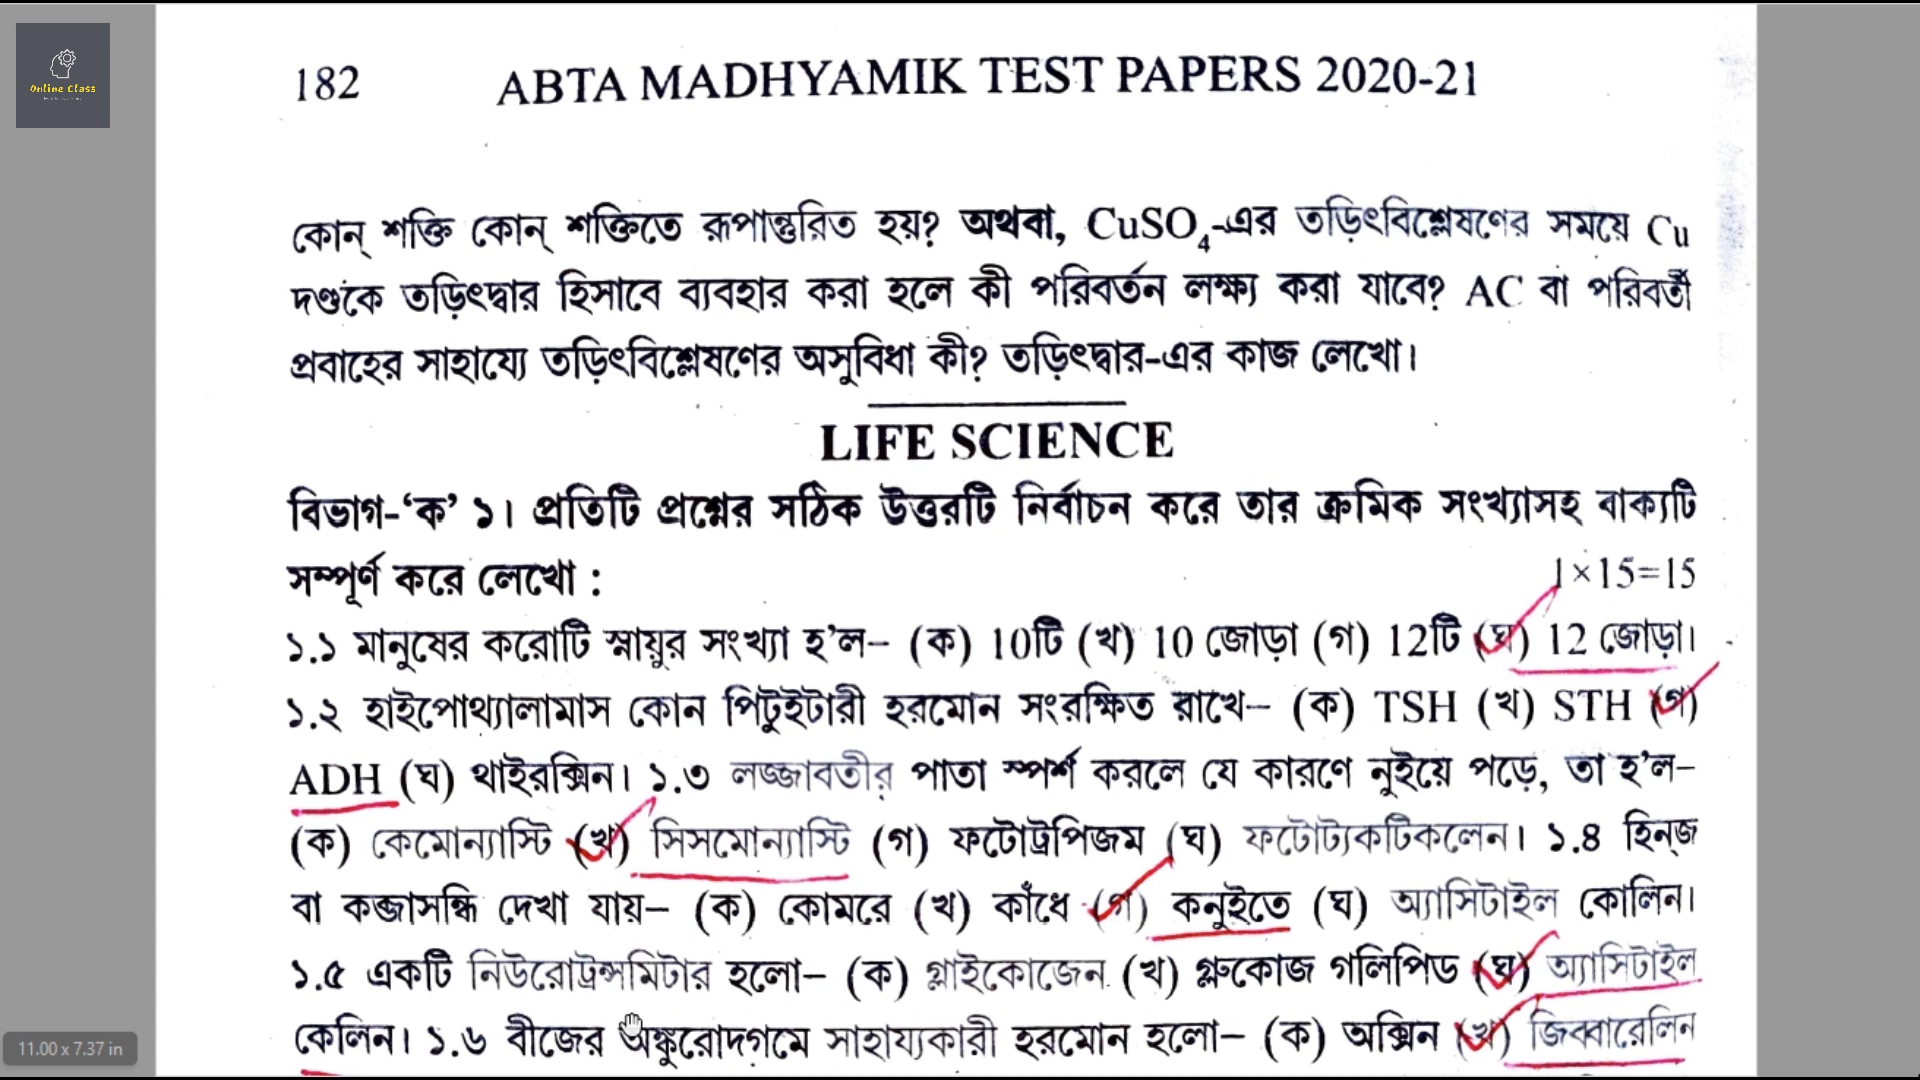 Online Class
182 ABTA MADHYAMIK TEST PAPERS 2020-21
কোন্ শক্তি কোন্ শক্তিতে রূপান্তরিত হয়? অথবা, CuSO₄-এর তড়িৎবিশ্লেষণের সময়ে Cu
দণ্ডকে তড়িৎদ্বার হিসাবে ব্যবহার করা হলে কী পরিবর্তন লক্ষ্য করা যাবে? AC বা পরিবর্তী
প্রবাহের সাহায্যে তড়িৎবিশ্লেষণের অসুবিধা কী? তড়িৎদ্বার-এর কাজ লেখো।
LIFE SCIENCE
বিভাগ-‘ক’ ১। প্রতিটি প্রশ্নের সঠিক উত্তরটি নির্বাচন করে তার ক্রমিক সংখ্যাসহ বাক্যটি
সম্পূর্ণ করে লেখো : 1×15=15
১.১ মানুষের করোটি স্নায়ুর সংখ্যা হ’ল– (ক) 10টি (খ) 10 জোড়া (গ) 12টি (ঘ) 12 জোড়া।
১.২ হাইপোথ্যালামাস কোন পিটুইটারী হরমোন সংরক্ষিত রাখে– (ক) TSH (খ) STH (গ)
ADH (ঘ) থাইরক্সিন। ১.৩ লজ্জাবতীর পাতা স্পর্শ করলে যে কারণে নুইয়ে পড়ে, তা হ’ল–
(ক) কেমোন্যাস্টি (খ) সিসমোন্যাস্টি (গ) ফটোট্রপিজম (ঘ) ফটোট্যকটিকলেন। ১.৪ হিন্‌জ
বা কব্জাসন্ধি দেখা যায়– (ক) কোমরে (খ) কাঁধে (গ) কনুইতে (ঘ) অ্যাসিটাইল কোলিন।
১.৫ একটি নিউরোট্রন্সমিটার হলো– (ক) গ্লাইকোজেন (খ) গ্লুকোজ গলিপিড (ঘ) অ্যাসিটাইল
কেলিন। ১.৬ বীজের অঙ্কুরোদগমে সাহায্যকারী হরমোন হলো– (ক) অক্সিন (খ) জিব্বারেলিন
11.00 x 7.37 in